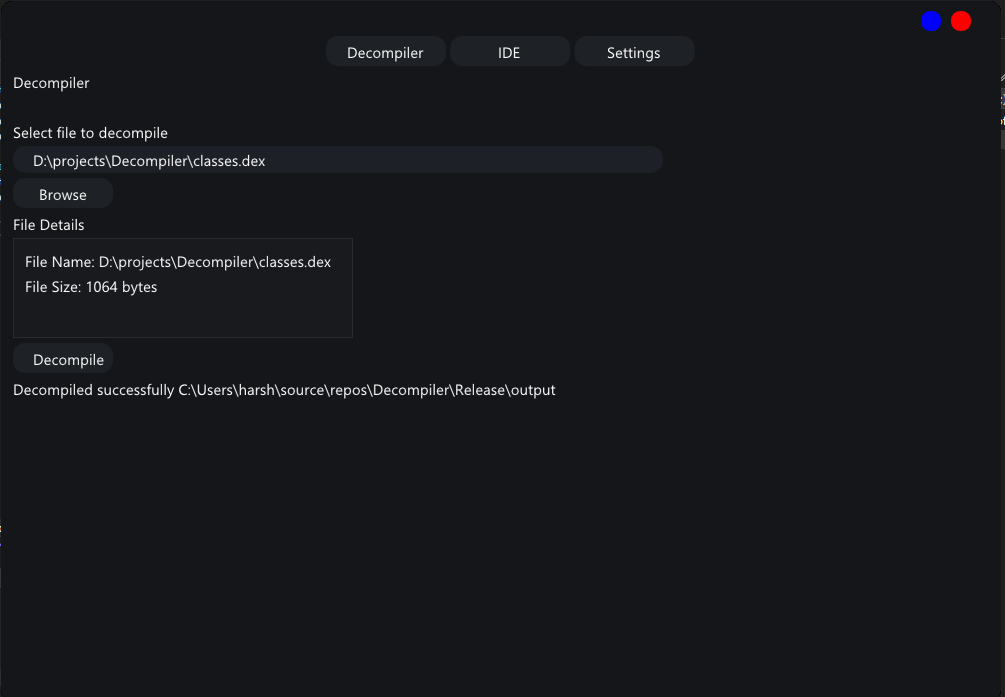 Decompiler IDE Settings
Decompiler
Select file to decompile
D:\projects\Decompiler\classes.dex
Browse
File Details
File Name: D:\projects\Decompiler\classes.dex
File Size: 1064 bytes
Decompile
Decompiled successfully C:\Users\harsh\source\repos\Decompiler\Release\output